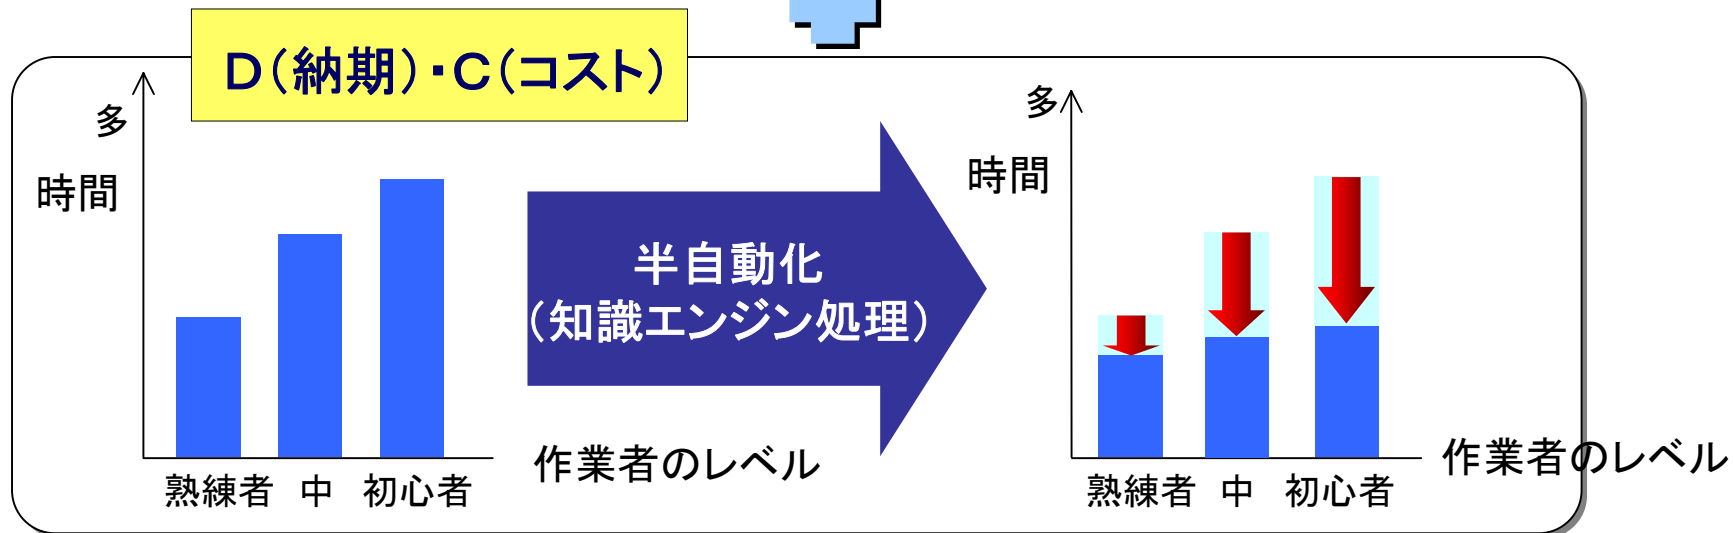 D(納期)・C(コスト)
多
時間
熟練者 中 初心者
作業者のレベル
半自動化
(知識エンジン処理)
多
時間
熟練者 中 初心者
作業者のレベル